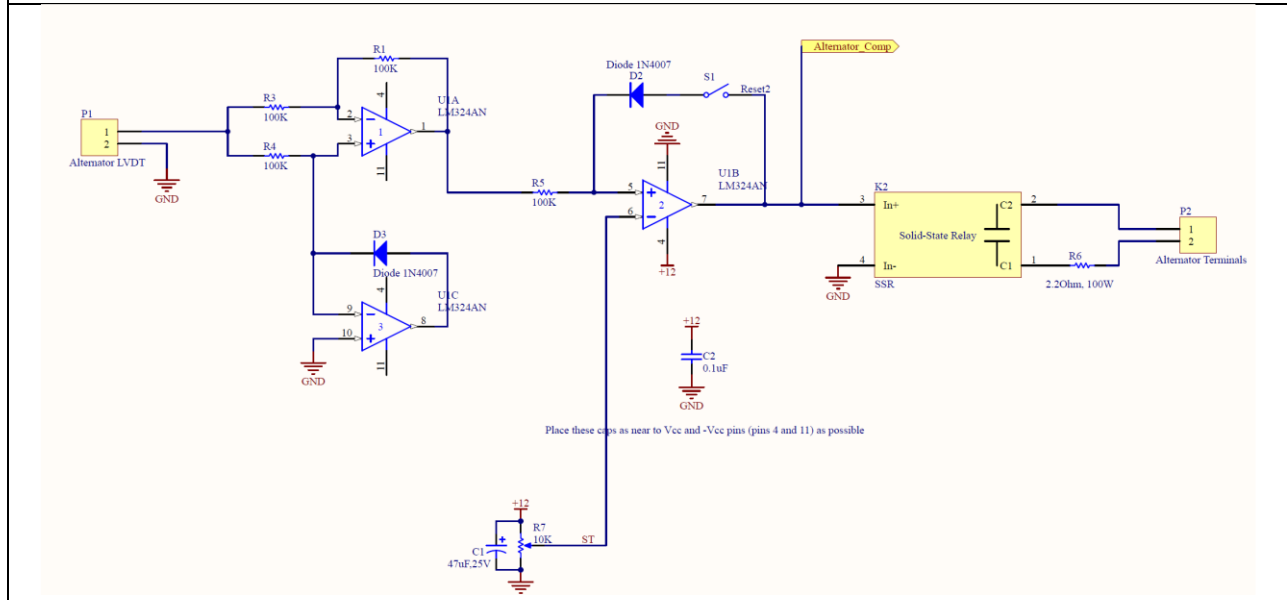 Alternator_Comp
R1
100K
Diode 1N4007
D2
S1
Reset2
4
U1A
LM324AN
R3
100K
P1
1
2
Alternator LVDT
GND
2
3
1
1
R4
100K
11
GND
11
U1B
LM324AN
R5
100K
5
6
2
7
4
+12
K2
3
In+
C2
2
Solid-State Relay
4
In-
C1
1
GND
SSR
R6
2.2Ohm, 100W
P2
1
2
Alternator Terminals
D3
Diode 1N4007
4
U1C
LM324AN
9
10
3
8
11
GND
+12
C2
0.1uF
GND
Place these caps as near to Vcc and -Vcc pins (pins 4 and 11) as possible
+12
R7
10K
ST
C1
47uF,25V